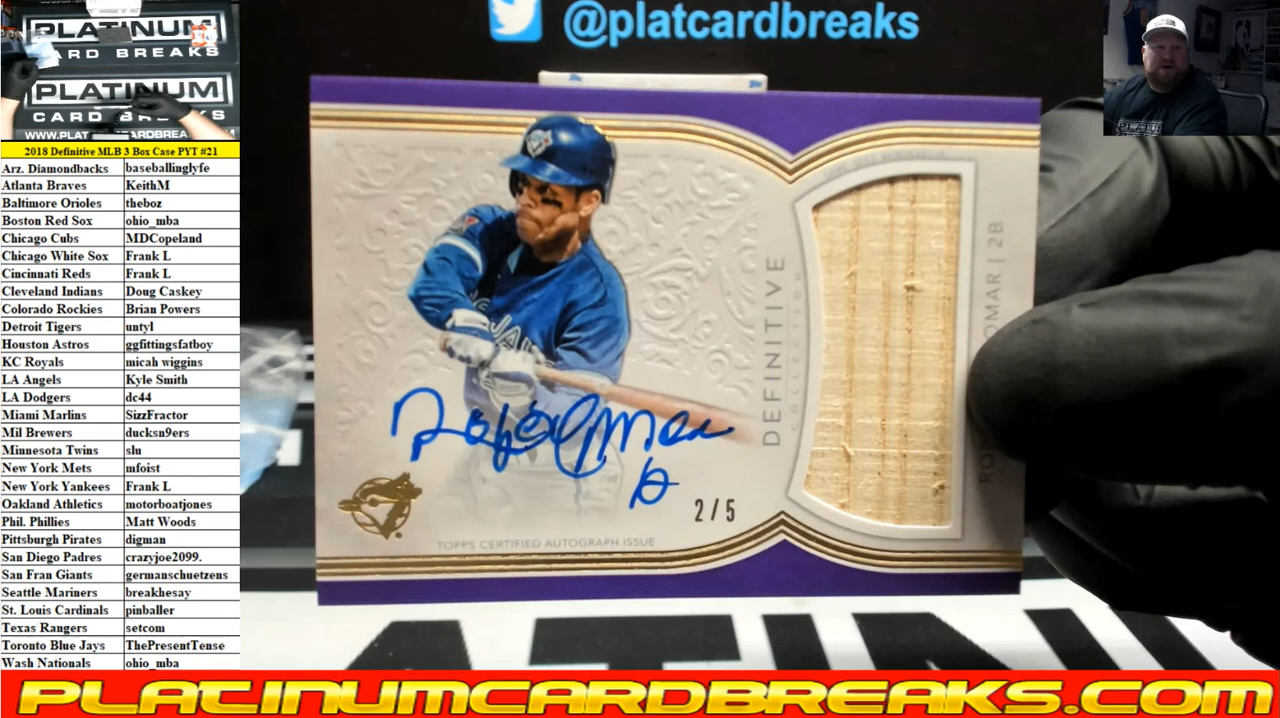 @platcardbreaks
PLATINUM
CARD BREAKS
PLATINUM
CARD BREAKS
2018 Definitive MLB 3 Box Case PYT #21
Arz. Diamondbacks baseballinglyfe
Atlanta Braves KeithM
Baltimore Orioles theboz
Boston Red Sox ohio_mba
Chicago Cubs MDCopeland
Chicago White Sox Frank L
Cincinnati Reds Frank L
Cleveland Indians Doug Caskey
Colorado Rockies Brian Powers
Detroit Tigers untyl
Houston Astros ggfittingsfatboy
KC Royals micah wiggins
LA Angels Kyle Smith
LA Dodgers dc44
Miami Marlins SizzFractor
Mil Brewers ducksn9ers
Minnesota Twins slu
New York Mets mfoist
New York Yankees Frank L
Oakland Athletics motorboatjones
Phil. Phillies Matt Woods
Pittsburgh Pirates digman
San Diego Padres crazyjoe2099.
San Fran Giants germanschuetzens
Seattle Mariners breakhesay
St. Louis Cardinals pinballer
Texas Rangers setcom
Toronto Blue Jays ThePresentTense
Wash Nationals ohio_mba
DEFINITIVE
COLLECTION
OMAR | 2B
2/5
TOPPS CERTIFIED AUTOGRAPH ISSUE
PLATINUMCARDBREAKS.COM